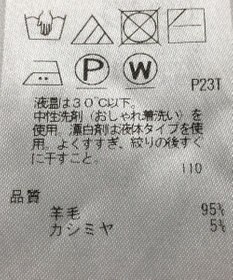 P W
P23T
液温は30℃以下。
中性洗剤(おしゃれ着洗い)を
使用。漂白剤は液体タイプを使
用。よくすすぎ、絞りの後すぐ
に干すこと。
110
品質
羊毛 95%
カシミヤ 5%